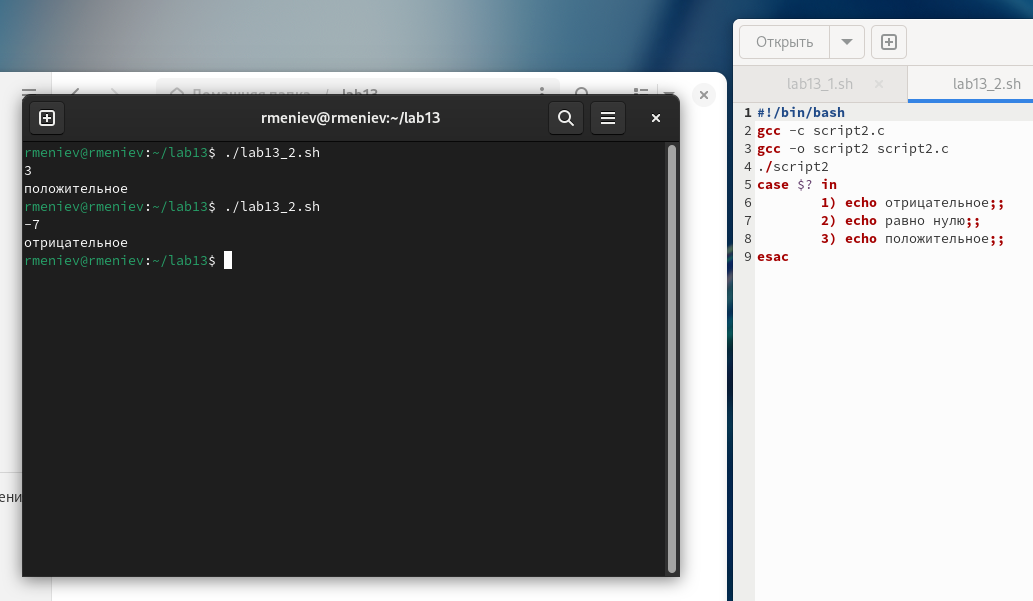 Открыть
lab13_1.sh
lab13_2.sh
Домашняя папка / lab13
rmeniev@rmeniev:~/lab13
rmeniev@rmeniev:~/lab13$ ./lab13_2.sh
3
положительное
rmeniev@rmeniev:~/lab13$ ./lab13_2.sh
-7
отрицательное
rmeniev@rmeniev:~/lab13$
1 #!/bin/bash
2 gcc -c script2.c
3 gcc -o script2 script2.c
4 ./script2
5 case $? in
6 1) echo отрицательное;;
7 2) echo равно нулю;;
8 3) echo положительное;;
9 esac